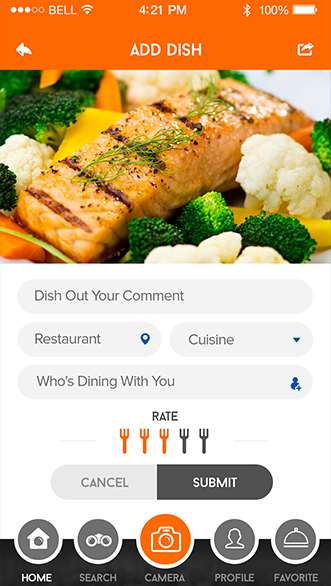 BELL 4:21 PM 100%
ADD DISH
Dish Out Your Comment
Restaurant Cuisine
Who's Dining With You
RATE
CANCEL SUBMIT
HOME SEARCH CAMERA PROFILE FAVORITE